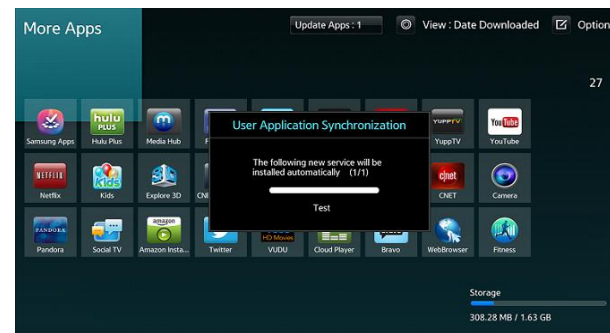 More Apps
Update Apps : 1
View : Date Downloaded
Option
27
User Application Synchronization
The following new service will be
installed automatically (1/1)
Test
hulu
PLUS
YUPPTV
You Tube
Samsung Apps
Hulu Plus
Media Hub
YuppTV
YouTube
NETFLIX
Kids
c|net
Netflix
Kids
Explore 3D
CNET
Camera
PANDORA
amazon
HD Movies
Pandora
Social TV
Amazon Insta...
Twitter
VUDU
Cloud Player
Bravo
WebBrowser
Fitness
Storage
308.28 MB / 1.63 GB